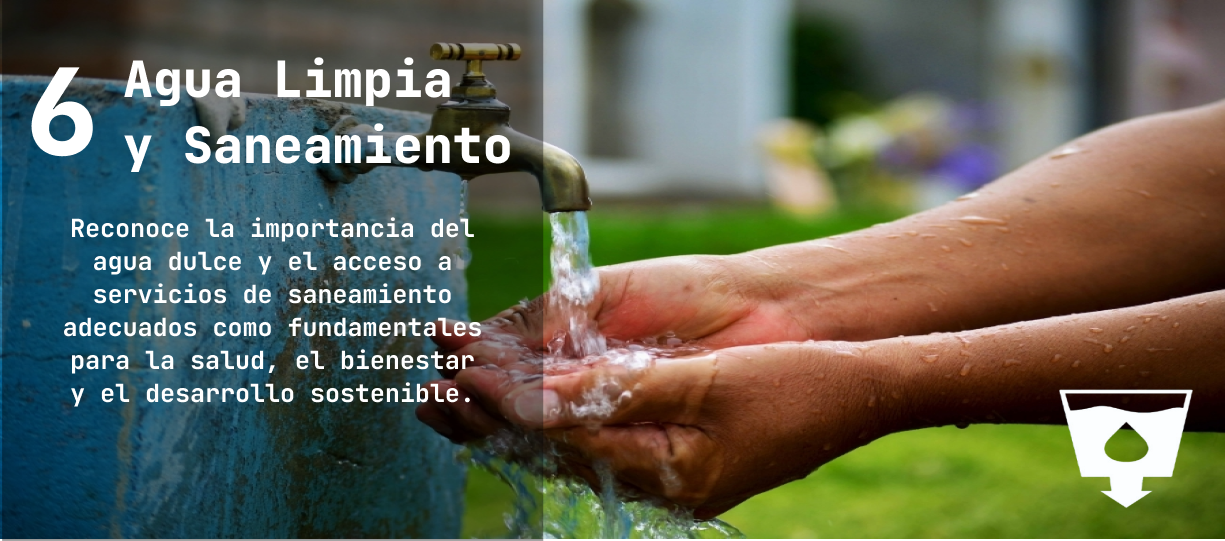 6
Agua Limpia
y Saneamiento
Reconoce la importancia del
agua dulce y el acceso a
servicios de saneamiento
adecuados como fundamentales
para la salud, el bienestar
y el desarrollo sostenible.